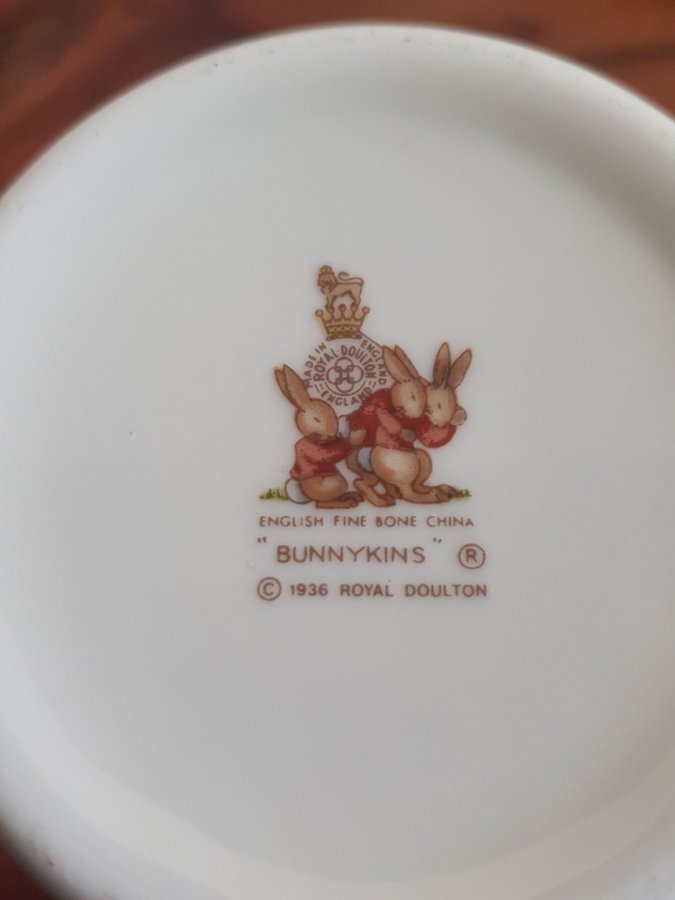 MADE IN ENGLAND
ROYAL·DOULTON
ENGLAND
ENGLISH FINE BONE CHINA
"BUNNYKINS" ®
© 1936 ROYAL DOULTON